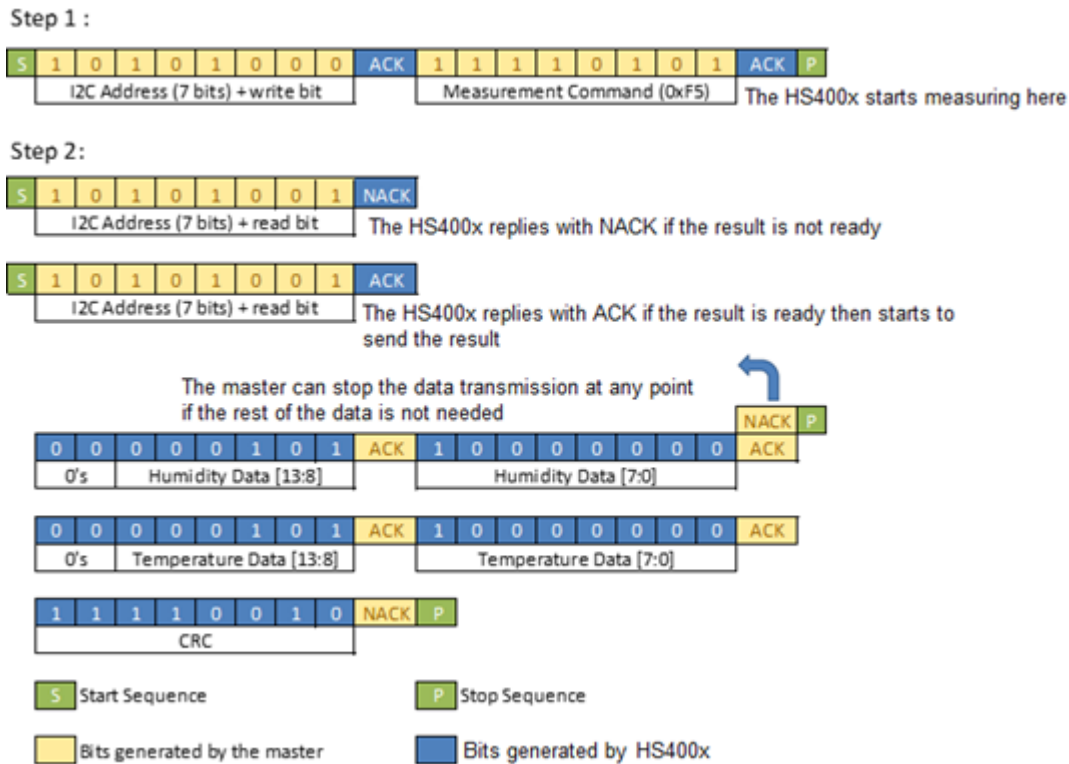 Step 1 :
S 1 0 1 0 1 0 0 0 ACK 1 1 1 1 0 1 0 1 ACK P
I2C Address (7 bits) + write bit Measurement Command (0xF5) The HS400x starts measuring here
Step 2:
S 1 0 1 0 1 0 0 1 NACK
I2C Address (7 bits) + read bit The HS400x replies with NACK if the result is not ready
S 1 0 1 0 1 0 0 1 ACK
I2C Address (7 bits) + read bit The HS400x replies with ACK if the result is ready then starts to
send the result
The master can stop the data transmission at any point
if the rest of the data is not needed
NACK P
0 0 0 0 0 1 0 1 ACK 1 0 0 0 0 0 0 0 ACK
0's Humidity Data [13:8] Humidity Data [7:0]
0 0 0 0 0 1 0 1 ACK 1 0 0 0 0 0 0 0 ACK
0's Temperature Data [13:8] Temperature Data [7:0]
1 1 1 1 0 0 1 0 NACK P
CRC
S Start Sequence P Stop Sequence
Bits generated by the master Bits generated by HS400x